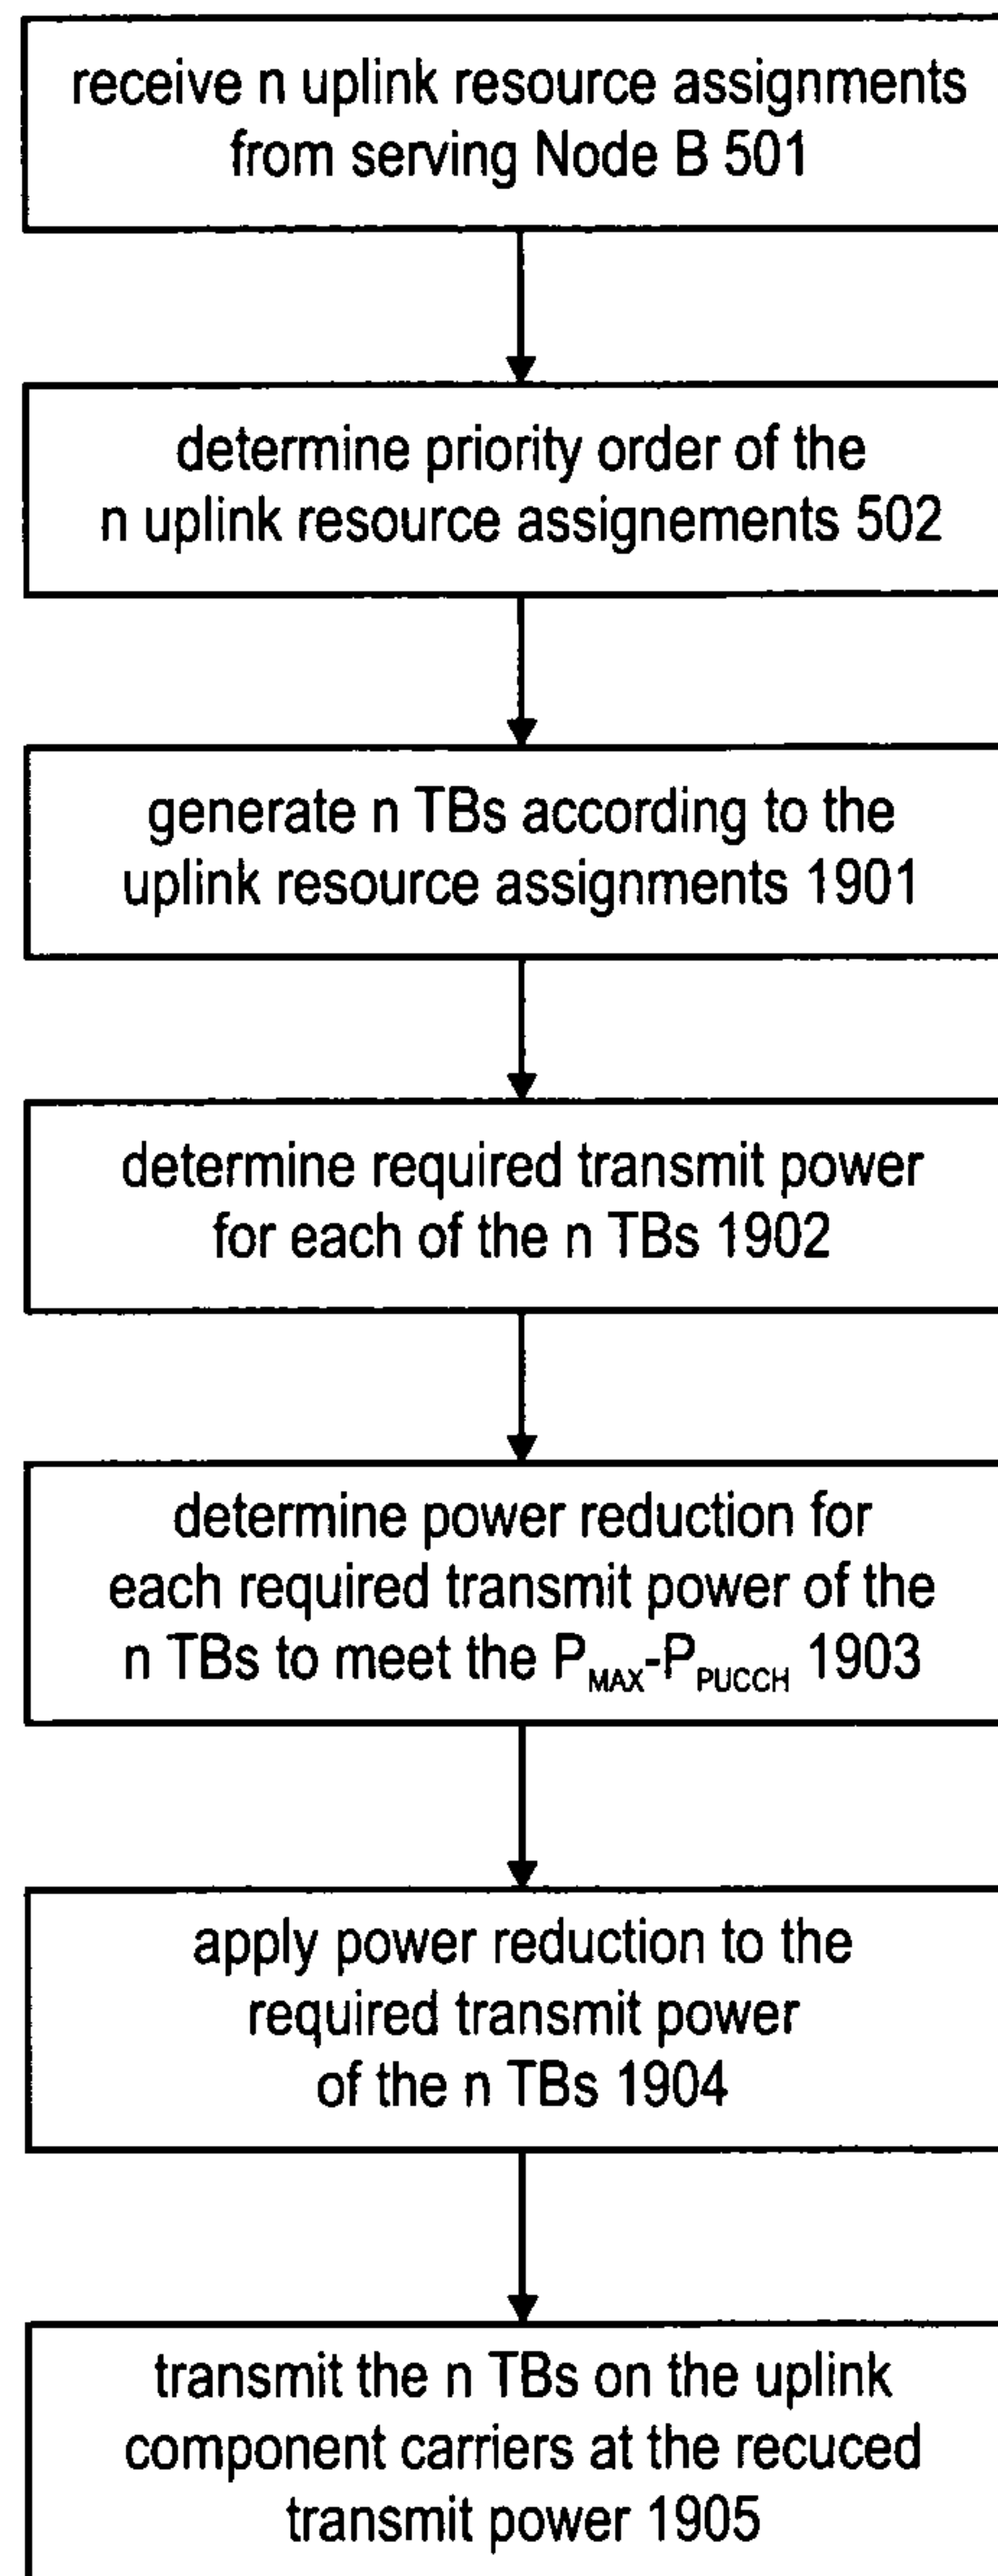 receive n uplink resource assignments
from serving Node B 501
determine priority order of the
n uplink resource assignements 502
generate n TBs according to the
uplink resource assignments 1901
determine required transmit power
for each of the n TBs 1902
determine power reduction for
each required transmit power of the
n TBs to meet the PMAX-PPUCCH 1903
apply power reduction to the
required transmit power
of the n TBs 1904
transmit the n TBs on the uplink
component carriers at the recuced
transmit power 1905